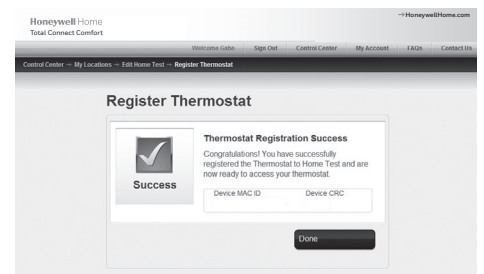 →HoneywellHome.com
Honeywell Home
Total Connect Comfort
Welcome Gabe Sign Out Control Center My Account FAQs Contact Us
Control Center → My Locations → Edit Home Test → Register Thermostat
Register Thermostat
Success
Thermostat Registration Success
Congratulations! You have successfully
registered the Thermostat to Home Test and are
now ready to access your thermostat.
Device MAC ID Device CRC
Done